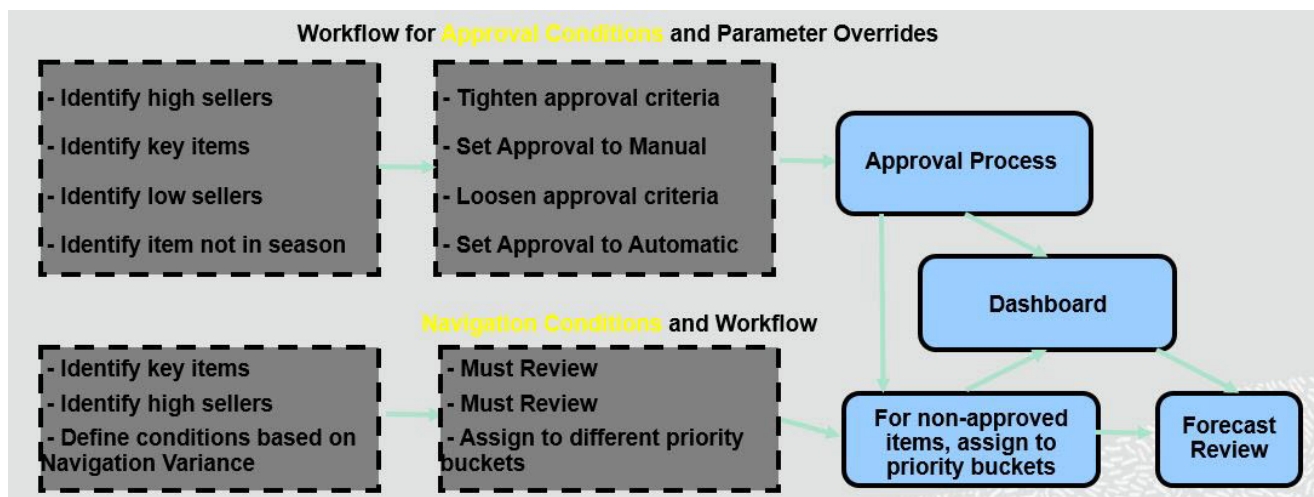 Workflow for Approval Conditions and Parameter Overrides
- Identify high sellers
- Identify key items
- Identify low sellers
- Identify item not in season
- Tighten approval criteria
- Set Approval to Manual
- Loosen approval criteria
- Set Approval to Automatic
Approval Process
Dashboard
Navigation Conditions and Workflow
- Identify key items
- Identify high sellers
- Define conditions based on
Navigation Variance
- Must Review
- Must Review
- Assign to different priority
buckets
For non-approved
items, assign to
priority buckets
Forecast
Review